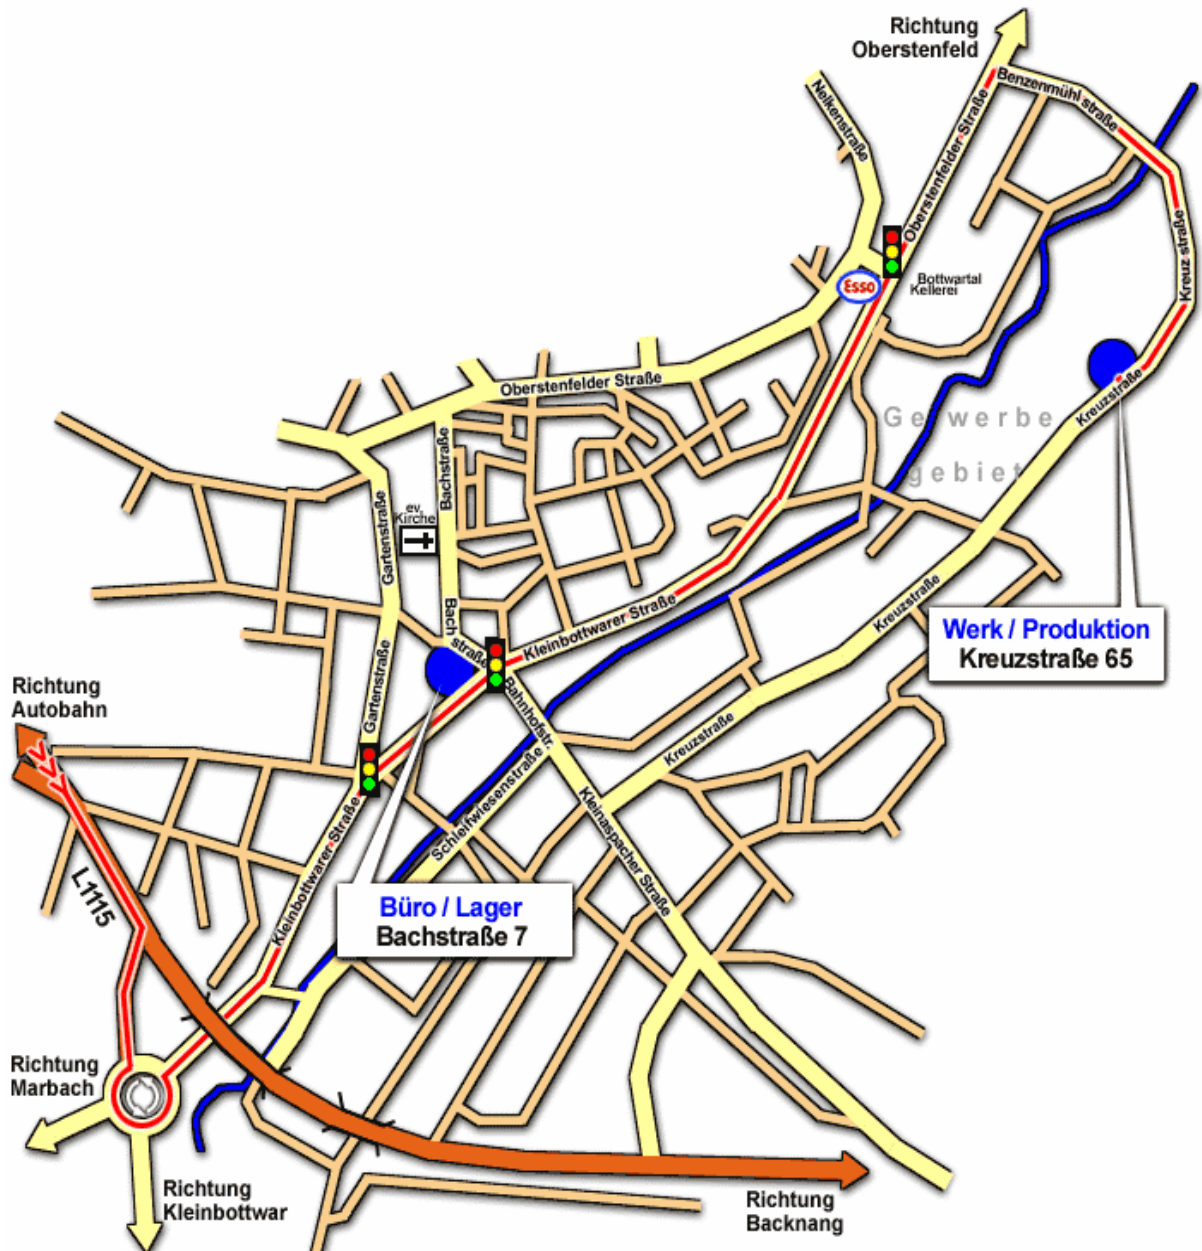 Richtung
Oberstenfeld
Benzenmühl straße
Nelkenstraße
Oberstenfelder Straße
Kreuz straße
Esso
Bottwartal
Kellerei
Oberstenfelder Straße
Kreuzstraße
Gewerbe
gebiet
Bachstraße
Gartenstraße
ev.
Kirche
Bach straße
Kleinbottwarer Straße
Kreuzstraße
Werk / Produktion
Kreuzstraße 65
Gartenstraße
Richtung
Autobahn
Bahnhofstr.
Kreuzstraße
Schleifwiesenstraße
Kleinaspacher Straße
Kleinbottwarer Straße
L1115
Büro / Lager
Bachstraße 7
Richtung
Marbach
Richtung
Kleinbottwar
Richtung
Backnang